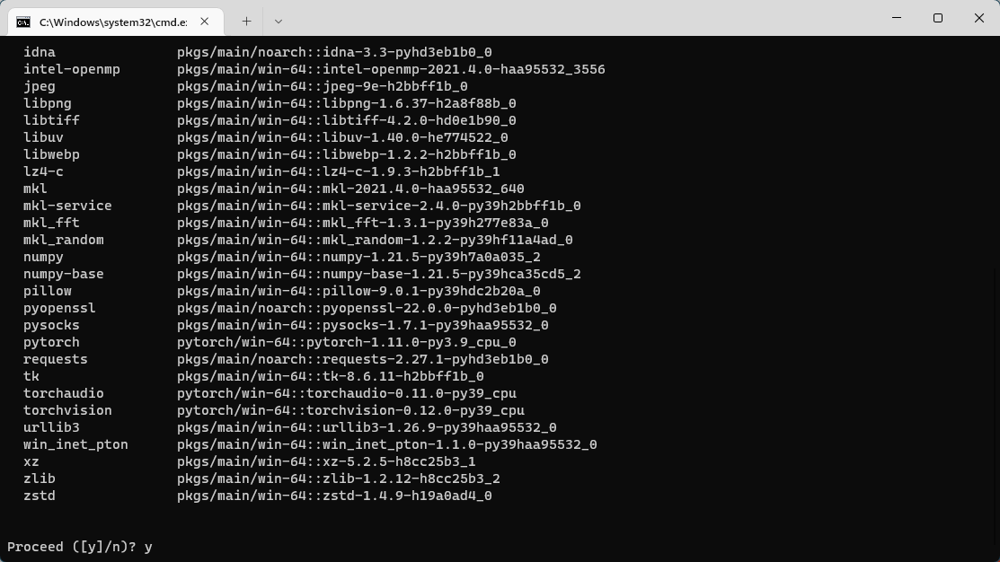 C:\Windows\system32\cmd.e:
idna pkgs/main/noarch::idna-3.3-pyhd3eb1b0_0
intel-openmp pkgs/main/win-64::intel-openmp-2021.4.0-haa95532_3556
jpeg pkgs/main/win-64::jpeg-9e-h2bbff1b_0
libpng pkgs/main/win-64::libpng-1.6.37-h2a8f88b_0
libtiff pkgs/main/win-64::libtiff-4.2.0-hd0e1b90_0
libuv pkgs/main/win-64::libuv-1.40.0-he774522_0
libwebp pkgs/main/win-64::libwebp-1.2.2-h2bbff1b_0
lz4-c pkgs/main/win-64::lz4-c-1.9.3-h2bbff1b_1
mkl pkgs/main/win-64::mkl-2021.4.0-haa95532_640
mkl-service pkgs/main/win-64::mkl-service-2.4.0-py39h2bbff1b_0
mkl_fft pkgs/main/win-64::mkl_fft-1.3.1-py39h277e83a_0
mkl_random pkgs/main/win-64::mkl_random-1.2.2-py39hf11a4ad_0
numpy pkgs/main/win-64::numpy-1.21.5-py39h7a0a035_2
numpy-base pkgs/main/win-64::numpy-base-1.21.5-py39hca35cd5_2
pillow pkgs/main/win-64::pillow-9.0.1-py39hdc2b20a_0
pyopenssl pkgs/main/noarch::pyopenssl-22.0.0-pyhd3eb1b0_0
pysocks pkgs/main/win-64::pysocks-1.7.1-py39haa95532_0
pytorch pytorch/win-64::pytorch-1.11.0-py3.9_cpu_0
requests pkgs/main/noarch::requests-2.27.1-pyhd3eb1b0_0
tk pkgs/main/win-64::tk-8.6.11-h2bbff1b_0
torchaudio pytorch/win-64::torchaudio-0.11.0-py39_cpu
torchvision pytorch/win-64::torchvision-0.12.0-py39_cpu
urllib3 pkgs/main/win-64::urllib3-1.26.9-py39haa95532_0
win_inet_pton pkgs/main/win-64::win_inet_pton-1.1.0-py39haa95532_0
xz pkgs/main/win-64::xz-5.2.5-h8cc25b3_1
zlib pkgs/main/win-64::zlib-1.2.12-h8cc25b3_2
zstd pkgs/main/win-64::zstd-1.4.9-h19a0ad4_0
Proceed ([y]/n)? y